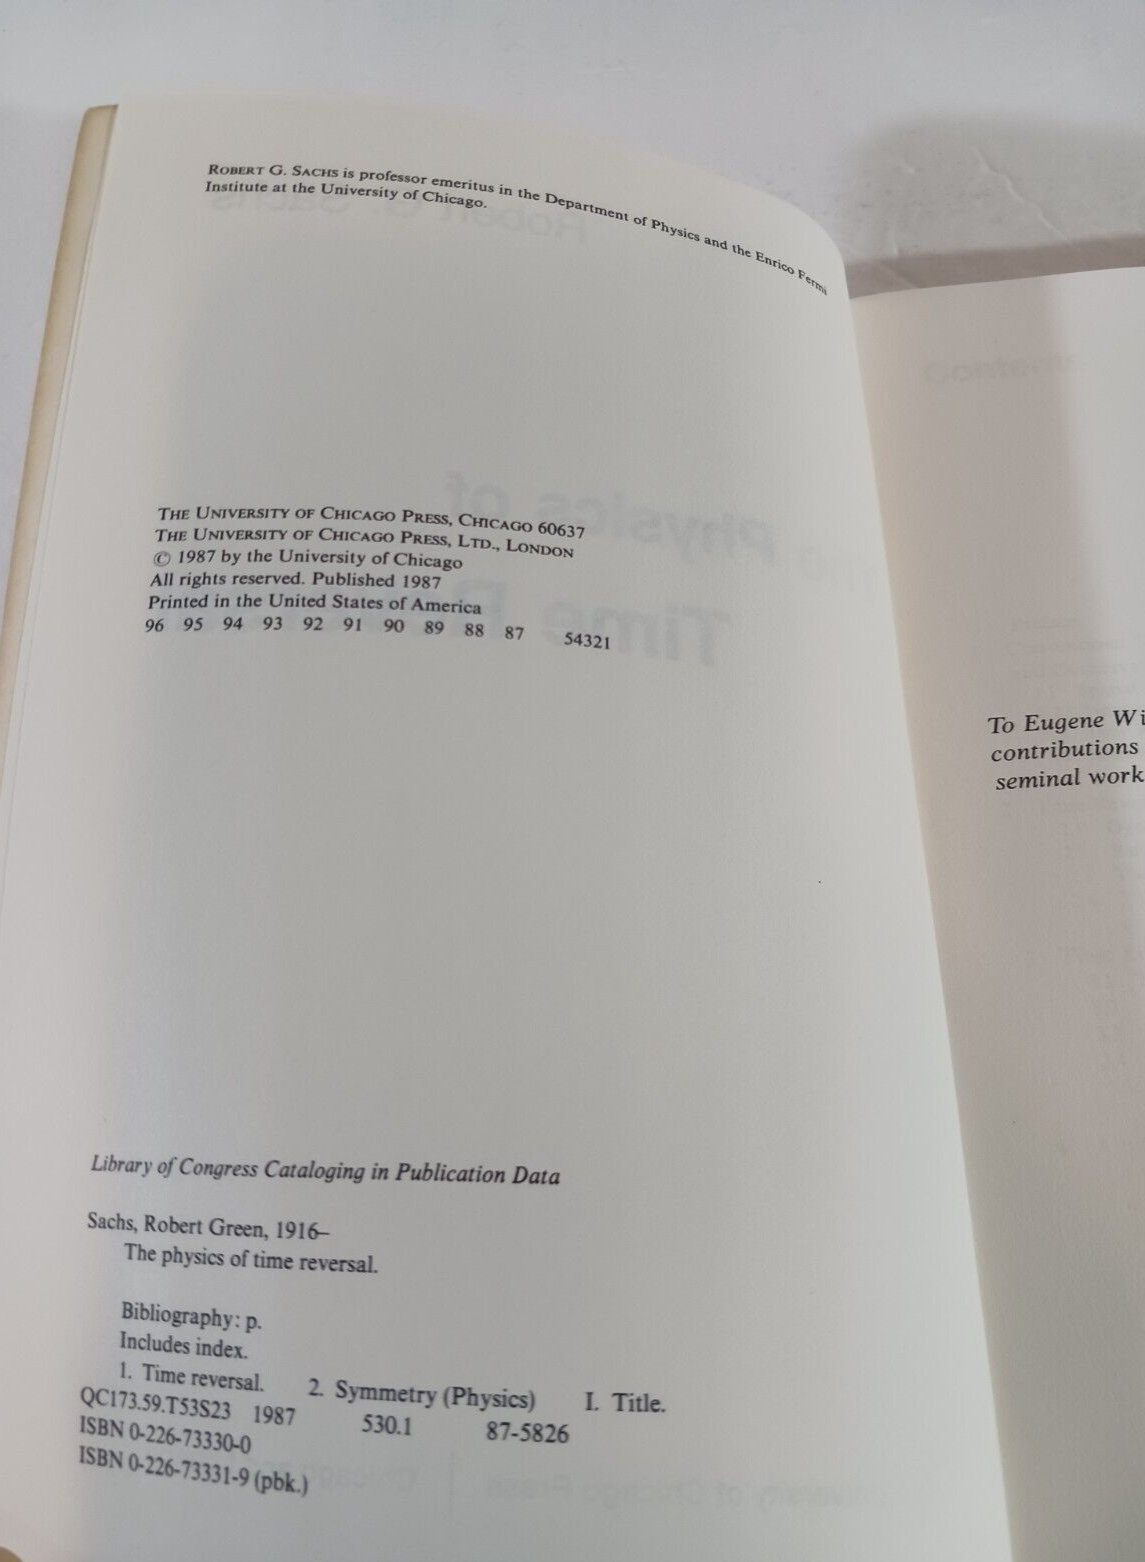 ROBERT G. SACHS is professor emeritus in the Department of Physics and the Enrico Fermi
Institute at the University of Chicago.
THE UNIVERSITY OF CHICAGO PRESS, CHICAGO 60637
THE UNIVERSITY OF CHICAGO PRESS, LTD., LONDON
© 1987 by the University of Chicago
All rights reserved. Published 1987
Printed in the United States of America
96 95 94 93 92 91 90 89 88 87 54321
Library of Congress Cataloging in Publication Data
Sachs, Robert Green, 1916–
The physics of time reversal.
Bibliography: p.
Includes index.
1. Time reversal. 2. Symmetry (Physics) I. Title.
QC173.59.T53S23 1987 530.1 87-5826
ISBN 0-226-73330-0
ISBN 0-226-73331-9 (pbk.)
To Eugene Wi
contributions
seminal work